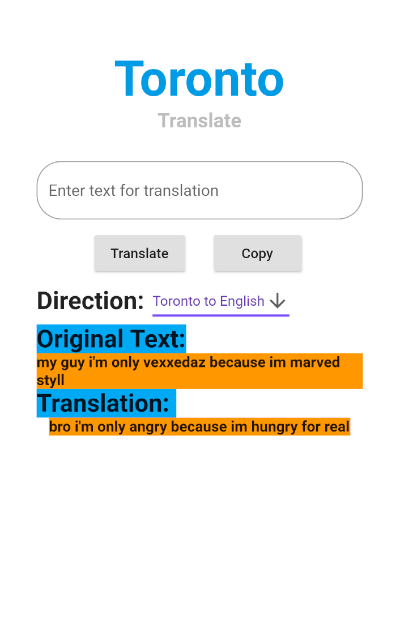 Toronto
Translate
Enter text for translation
Translate Copy
Direction: Toronto to English
Original Text:
my guy i'm only vexxedaz because im marved
styll
Translation:
bro i'm only angry because im hungry for real